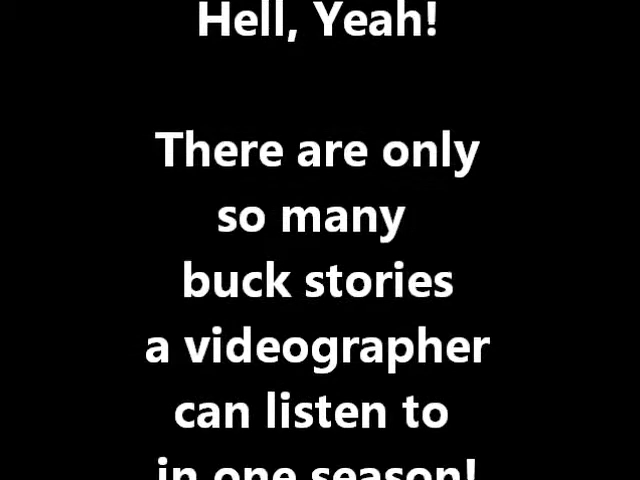 Hell, Yeah!
There are only
so many
buck stories
a videographer
can listen to
in one season!